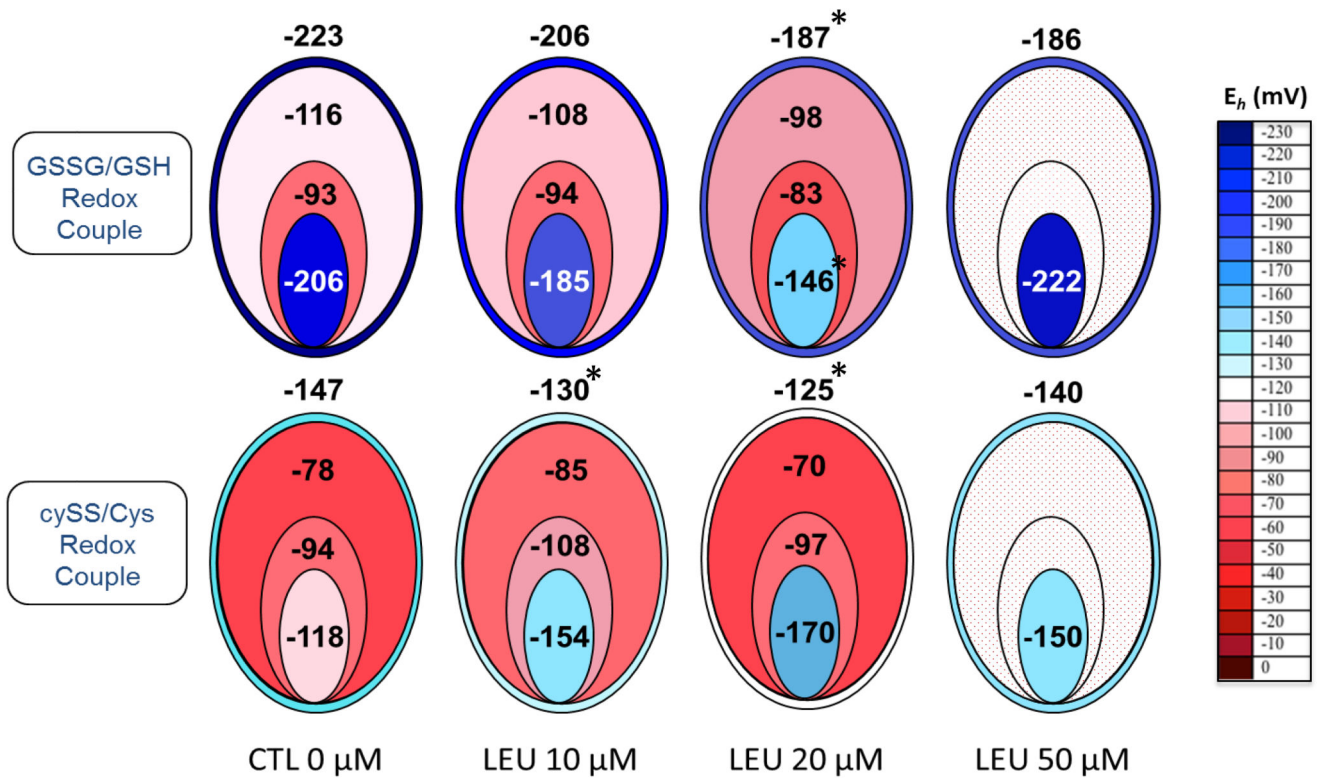 -223 -206 -187* -186
-116 -108 -98
GSSG/GSH
Redox
Couple
-93 -94 -83
-206 -185 -146* -222
-147 -130* -125* -140
-78 -85 -70
cySS/Cys
Redox
Couple
-94 -108 -97
-118 -154 -170 -150
CTL 0 µM LEU 10 µM LEU 20 µM LEU 50 µM
Eh (mV)
-230
-220
-210
-200
-190
-180
-170
-160
-150
-140
-130
-120
-110
-100
-90
-80
-70
-60
-50
-40
-30
-20
-10
0